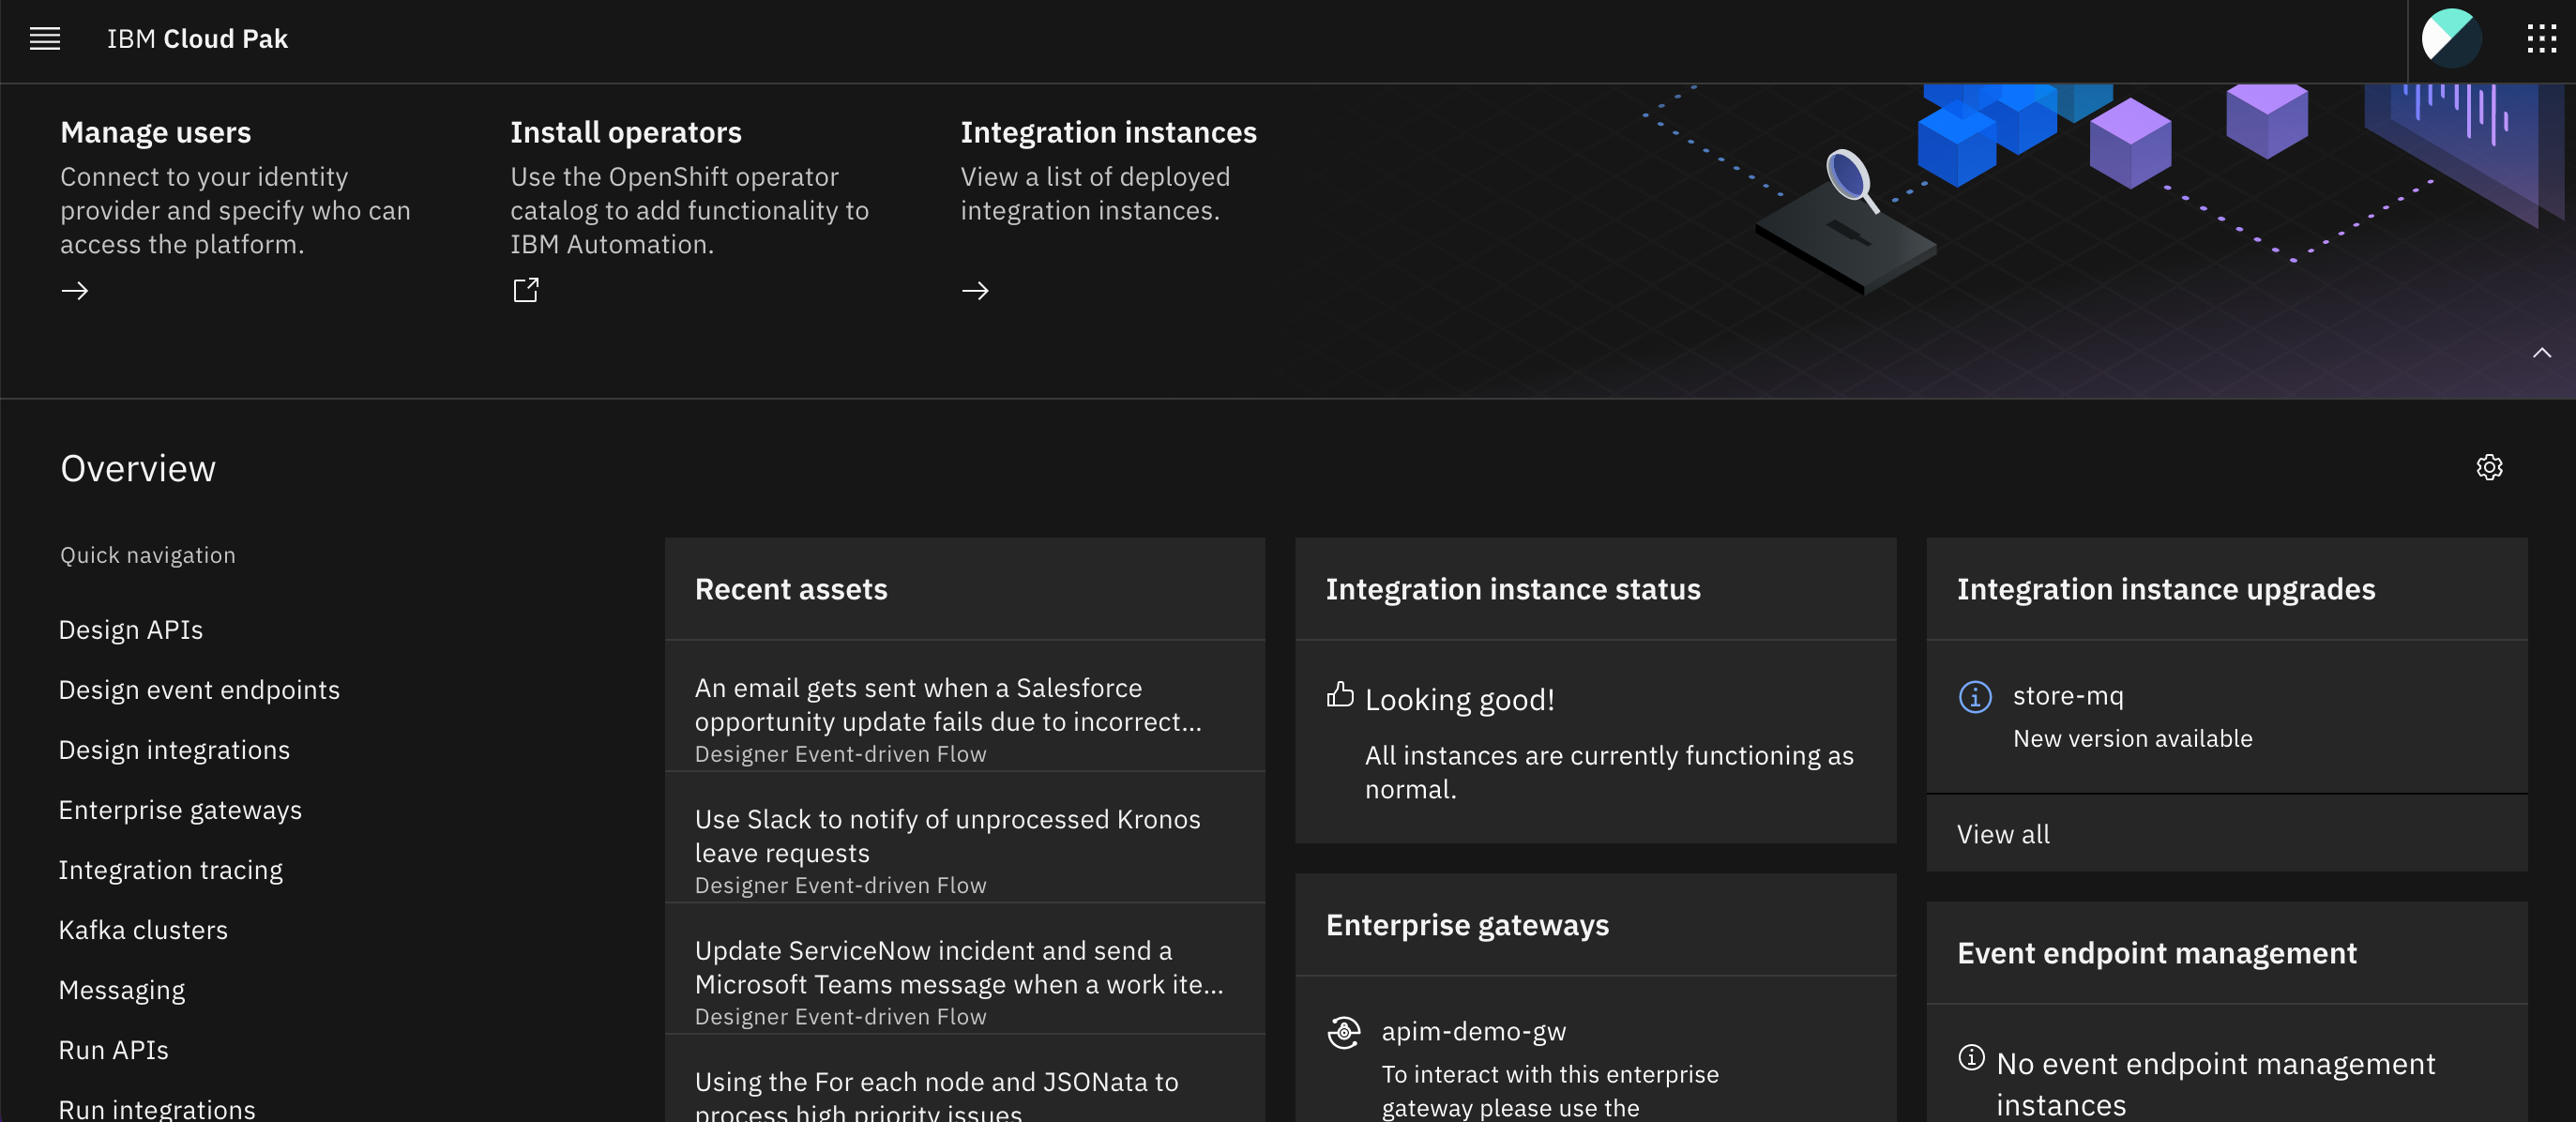 IBM Cloud Pak
Manage users
Connect to your identity
provider and specify who can
access the platform.
Install operators
Use the OpenShift operator
catalog to add functionality to
IBM Automation.
Integration instances
View a list of deployed
integration instances.
Overview
Quick navigation
Design APIs
Design event endpoints
Design integrations
Enterprise gateways
Integration tracing
Kafka clusters
Messaging
Run APIs
Run integrations
Recent assets
An email gets sent when a Salesforce
opportunity update fails due to incorrect...
Designer Event-driven Flow
Use Slack to notify of unprocessed Kronos
leave requests
Designer Event-driven Flow
Update ServiceNow incident and send a
Microsoft Teams message when a work ite...
Designer Event-driven Flow
Using the For each node and JSONata to
process high priority issues
Integration instance status
Looking good!
All instances are currently functioning as
normal.
Enterprise gateways
apim-demo-gw
To interact with this enterprise
gateway please use the
Integration instance upgrades
store-mq
New version available
View all
Event endpoint management
No event endpoint management
instances